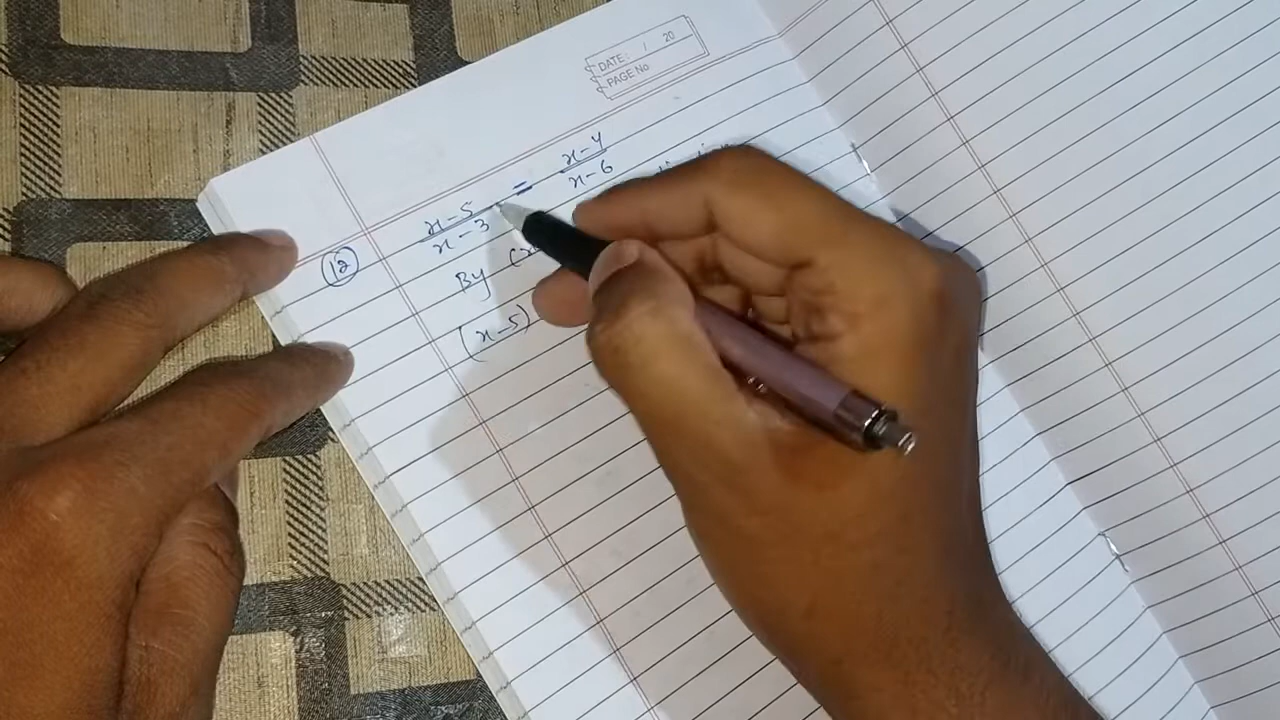 DATE: / 20
PAGE No
12 x-5/x-3 = x-4/x-6
By (x
(x-5)